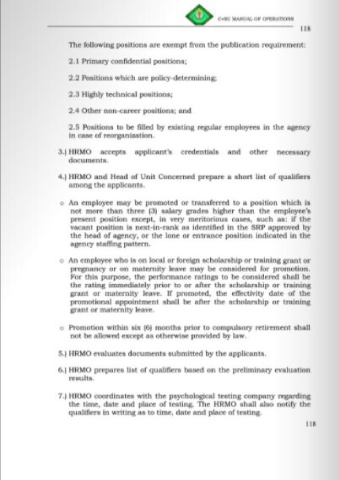 C4SU MANUAL OF OPERATIONS
118
The following positions are exempt from the publication requirement:
2.1 Primary confidential positions;
2.2 Positions which are policy-determining;
2.3 Highly technical positions;
2.4 Other non-career positions; and
2.5 Positions to be filled by existing regular employees in the agency
in case of reorganization.
3.) HRMO accepts applicant's credentials and other necessary
documents.
4.) HRMO and Head of Unit Concerned prepare a short list of qualifiers
among the applicants.
o An employee may be promoted or transferred to a position which is
not more than three (3) salary grades higher than the employee's
present position except, in very meritorious cases, such as: if the
vacant position is next-in-rank as identified in the SRP approved by
the head of agency, or the lone or entrance position indicated in the
agency staffing pattern.
o An employee who is on local or foreign scholarship or training grant or
pregnancy or on maternity leave may be considered for promotion.
For this purpose, the performance ratings to be considered shall be
the rating immediately prior to or after the scholarship or training
grant or maternity leave. If promoted, the effectivity date of the
promotional appointment shall be after the scholarship or training
grant or maternity leave.
o Promotion within six (6) months prior to compulsory retirement shall
not be allowed except as otherwise provided by law.
5.) HRMO evaluates documents submitted by the applicants.
6.) HRMO prepares list of qualifiers based on the preliminary evaluation
results.
7.) HRMO coordinates with the psychological testing company regarding
the time, date and place of testing. The HRMO shall also notify the
qualifiers in writing as to time, date and place of testing.
118